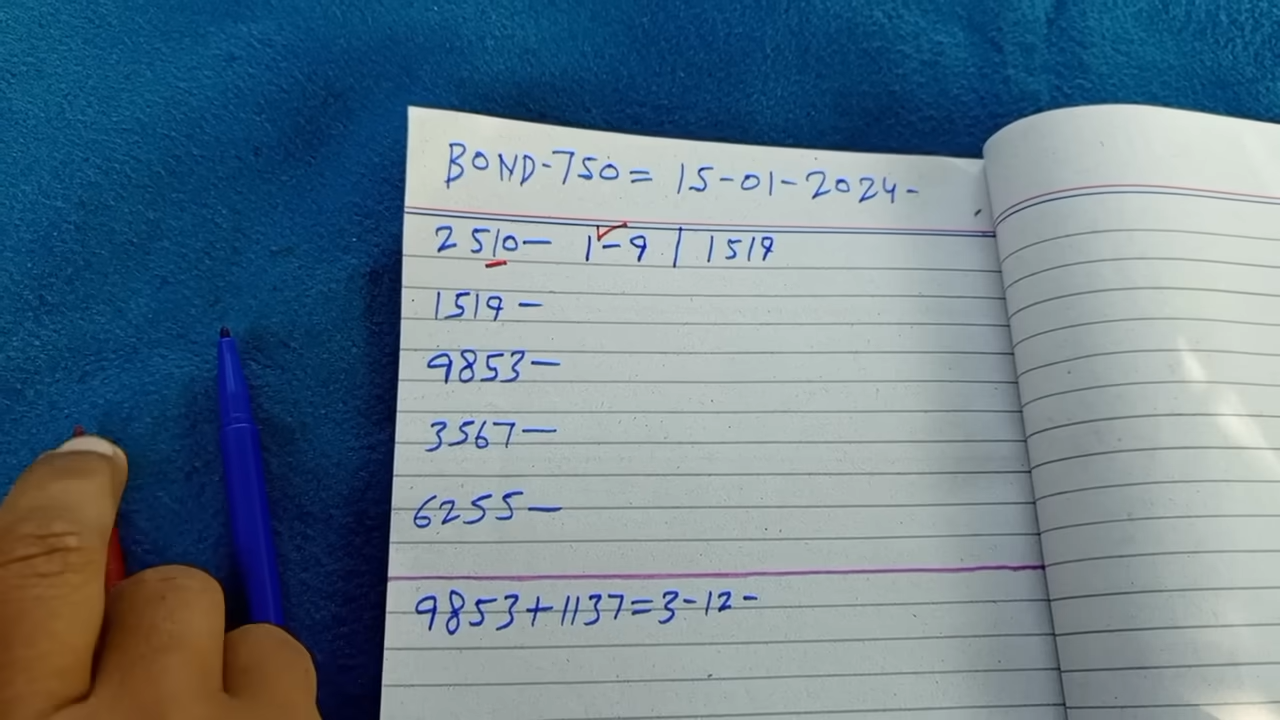 BOND-750= 15-01-2024-
2510- 1-9 | 1519
1519-
9853-
3567-
6255-
9853+1137=3-12-